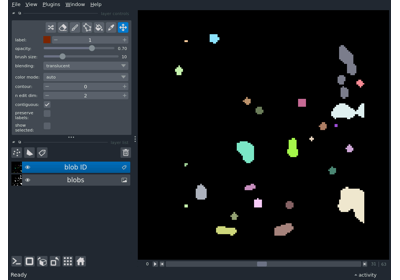 File View Plugins Window Help
label: 1
opacity: 0.70
brush size: 10
blending: translucent
color mode: auto
contour: 0
n edit dim: 2
contiguous:
preserve labels:
show selected:
blob ID
blobs
Ready
activity